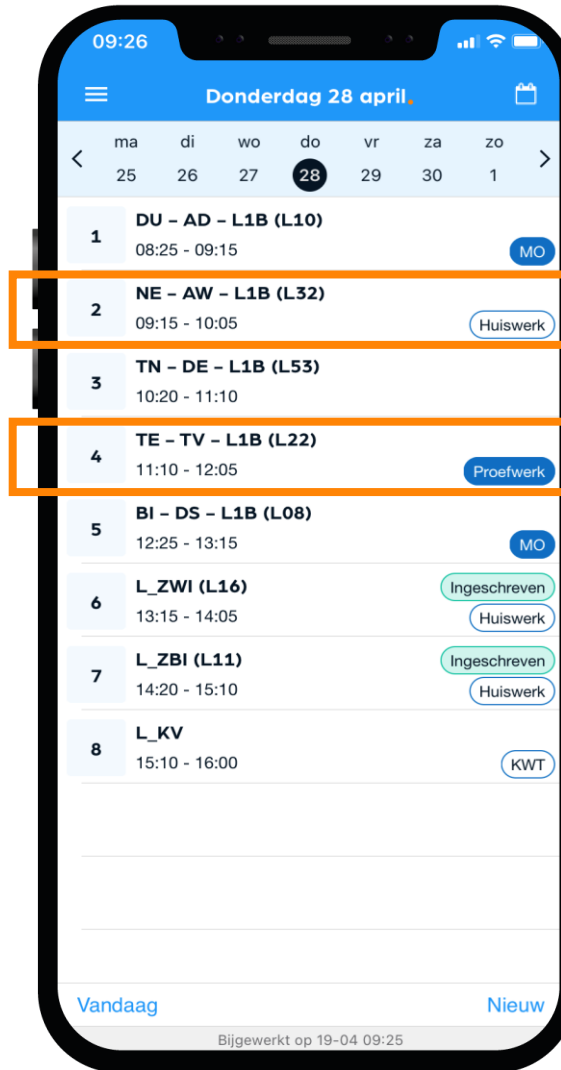 09:26
Donderdag 28 april.
ma di wo do vr za zo
25 26 27 28 29 30 1
1 DU – AD – L1B (L10)
08:25 - 09:15 MO
2 NE – AW – L1B (L32)
09:15 - 10:05 Huiswerk
3 TN – DE – L1B (L53)
10:20 - 11:10
4 TE – TV – L1B (L22)
11:10 - 12:05 Proefwerk
5 BI – DS – L1B (L08)
12:25 - 13:15 MO
6 L_ZWI (L16) Ingeschreven
13:15 - 14:05 Huiswerk
7 L_ZBI (L11) Ingeschreven
14:20 - 15:10 Huiswerk
8 L_KV
15:10 - 16:00 KWT
Vandaag Nieuw
Bijgewerkt op 19-04 09:25